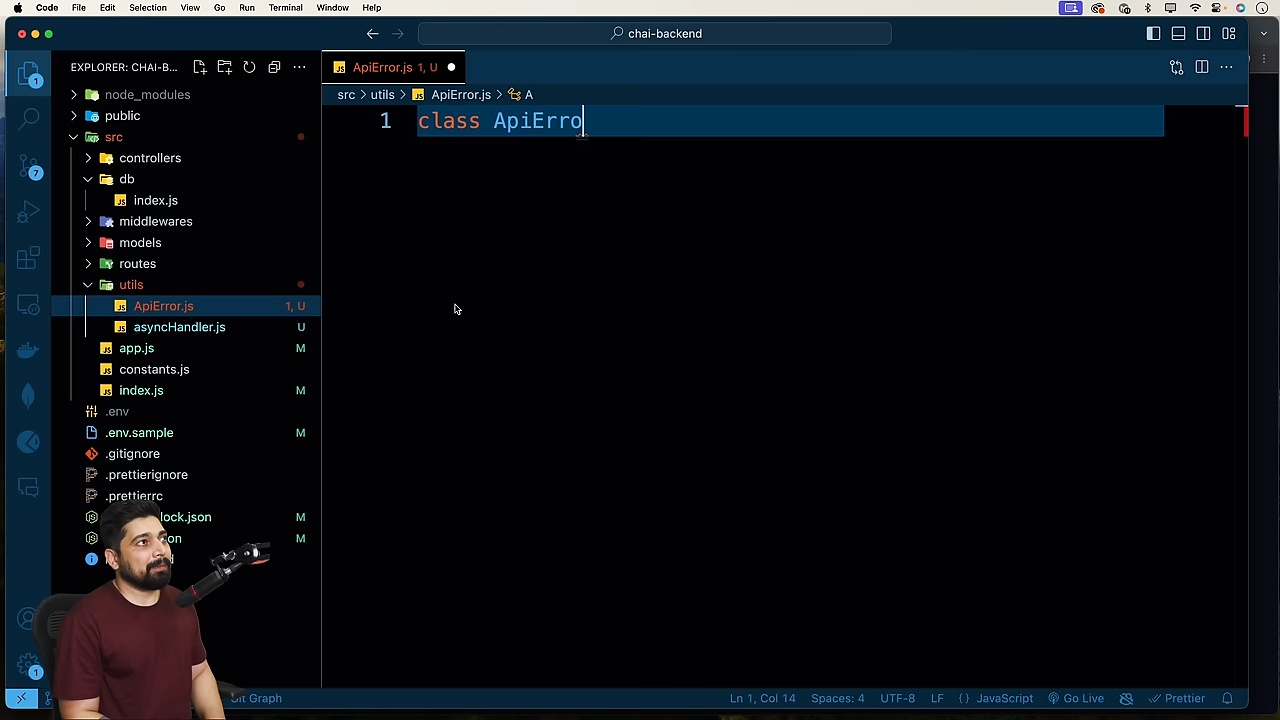 Code File Edit Selection View Go Run Terminal Window Help
chai-backend
EXPLORER: CHAI-B...
ApiError.js 1, U
src > utils > ApiError.js > A
1 class ApiErro
node_modules
public
src
controllers
db
index.js
middlewares
models
routes
utils
ApiError.js 1, U
asyncHandler.js U
app.js M
constants.js
index.js M
.env
.env.sample M
.gitignore
.prettierignore
.prettierrc
lock.json M
on M
1
7
1
Git Graph Ln 1, Col 14 Spaces: 4 UTF-8 LF {} JavaScript Go Live Prettier